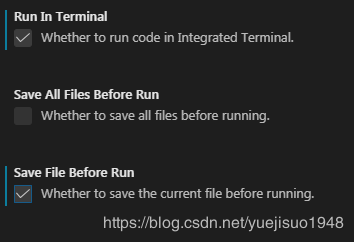 Run In Terminal
Whether to run code in Integrated Terminal.
Save All Files Before Run
Whether to save all files before running.
Save File Before Run
Whether to save the current file before running.
https://blog.csdn.net/yuejisuo1948